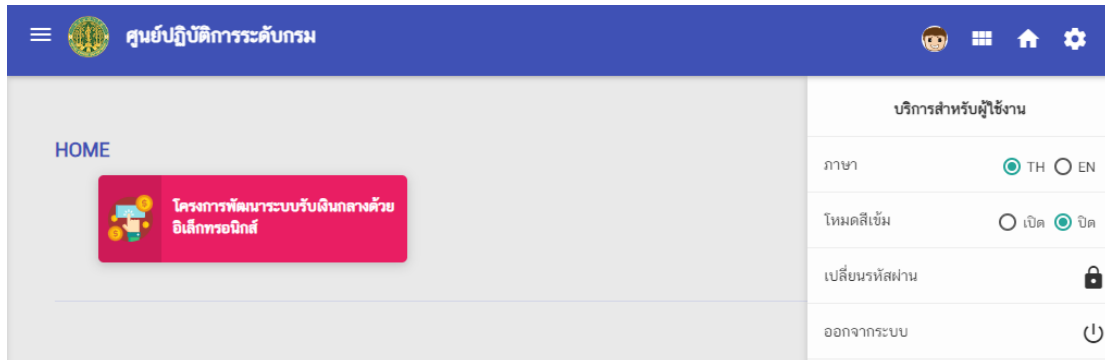 ศูนย์ปฏิบัติการระดับกรม
บริการสำหรับผู้ใช้งาน
HOME
ภาษา TH EN
โครงการพัฒนาระบบรับเงินกลางด้วย
อิเล็กทรอนิกส์
โหมดสีเข้ม เปิด ปิด
เปลี่ยนรหัสผ่าน
ออกจากระบบ